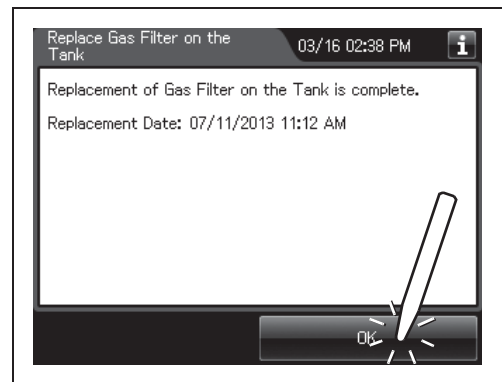 Replace Gas Filter on the
Tank
03/16 02:38 PM
i
Replacement of Gas Filter on the Tank is complete.
Replacement Date: 07/11/2013 11:12 AM
OK